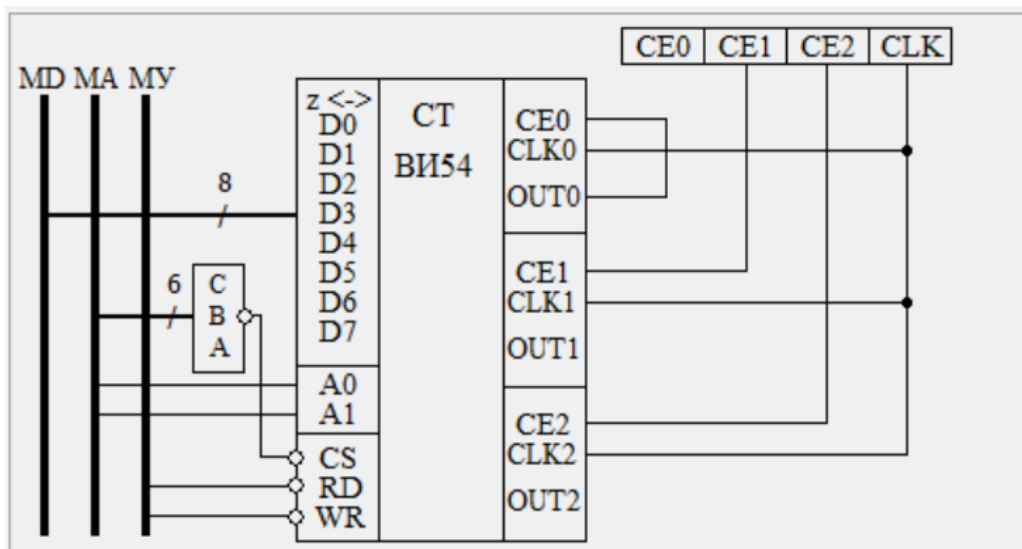 CE0 CE1 CE2 CLK
MD MA МУ
z <-> CT CE0
D0 CLK0
D1 ВИ54
D2 OUT0
8 D3
D4
D5 CE1
6 C D6 CLK1
B D7
A OUT1
A0
A1 CE2
CS CLK2
RD OUT2
WR